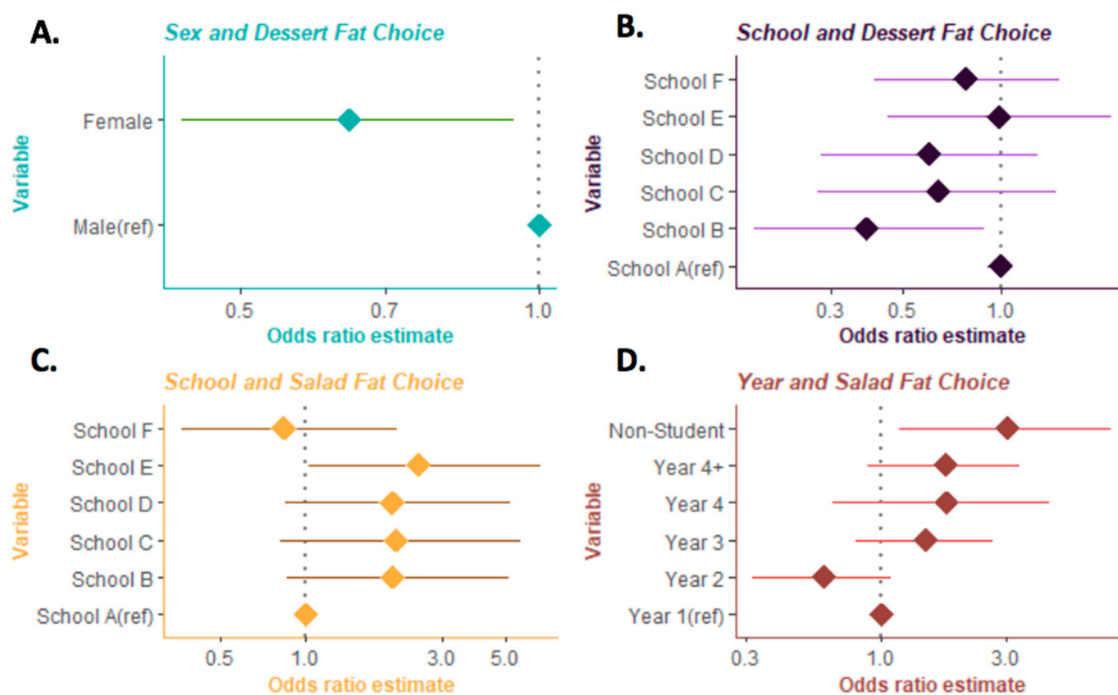 A.
Sex and Dessert Fat Choice
Variable
Female
Male(ref)
0.5 0.7 1.0
Odds ratio estimate
B.
School and Dessert Fat Choice
Variable
School F
School E
School D
School C
School B
School A(ref)
0.3 0.5 1.0
Odds ratio estimate
C.
School and Salad Fat Choice
Variable
School F
School E
School D
School C
School B
School A(ref)
0.5 1.0 3.0 5.0
Odds ratio estimate
D.
Year and Salad Fat Choice
Variable
Non-Student
Year 4+
Year 4
Year 3
Year 2
Year 1(ref)
0.3 1.0 3.0
Odds ratio estimate